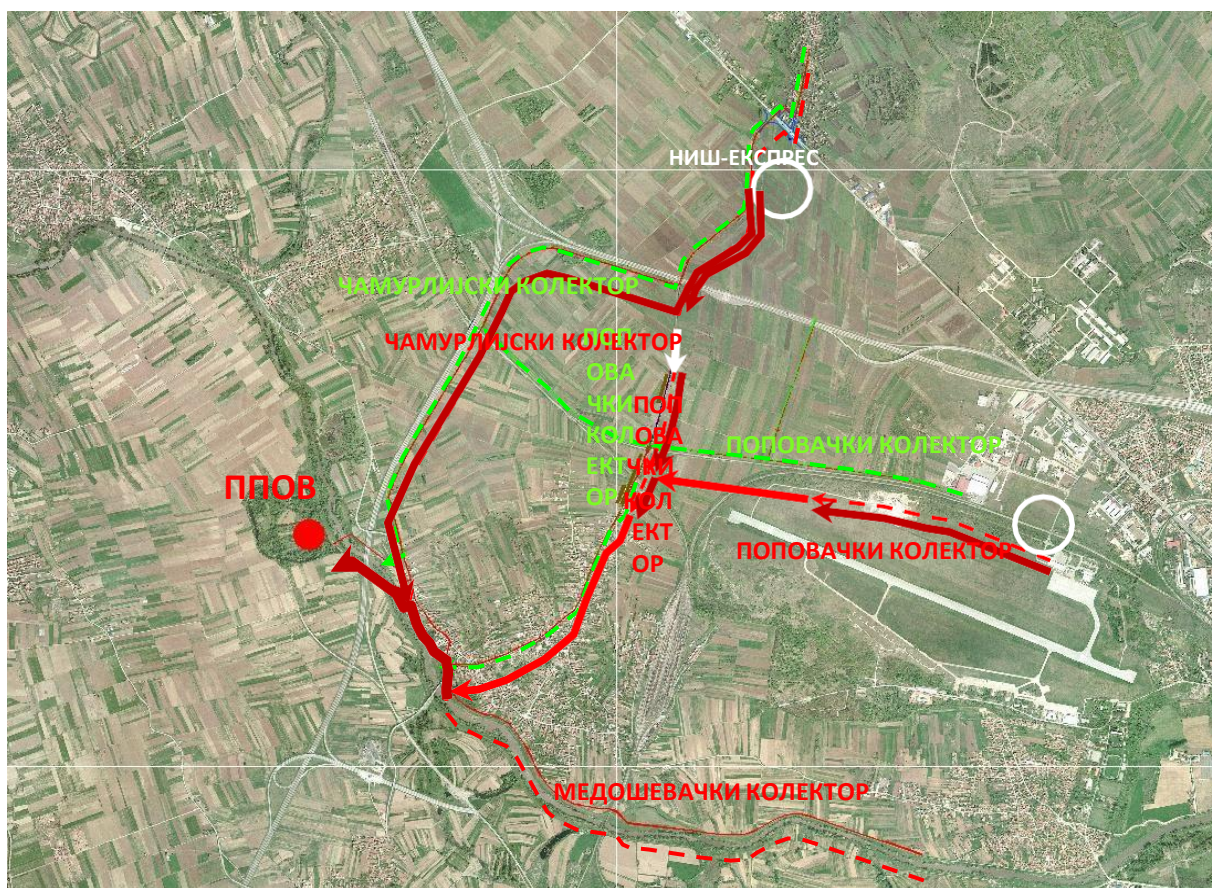 НИШ-ЕКСПРЕС
ЧАМУРЛИЈСКИ КОЛЕКТОР
ЧАМУРЛИЈСКИ КОЛЕКТОР
ПОП
ОВА
ЧКИ
КОЛ
ЕКТ
ОР
ПОП
ОВА
ЧКИ
КОЛ
ЕКТ
ОР
ПОПОВАЧКИ КОЛЕКТОР
ППОВ
ПОПОВАЧКИ КОЛЕКТОР
МЕДОШЕВАЧКИ КОЛЕКТОР